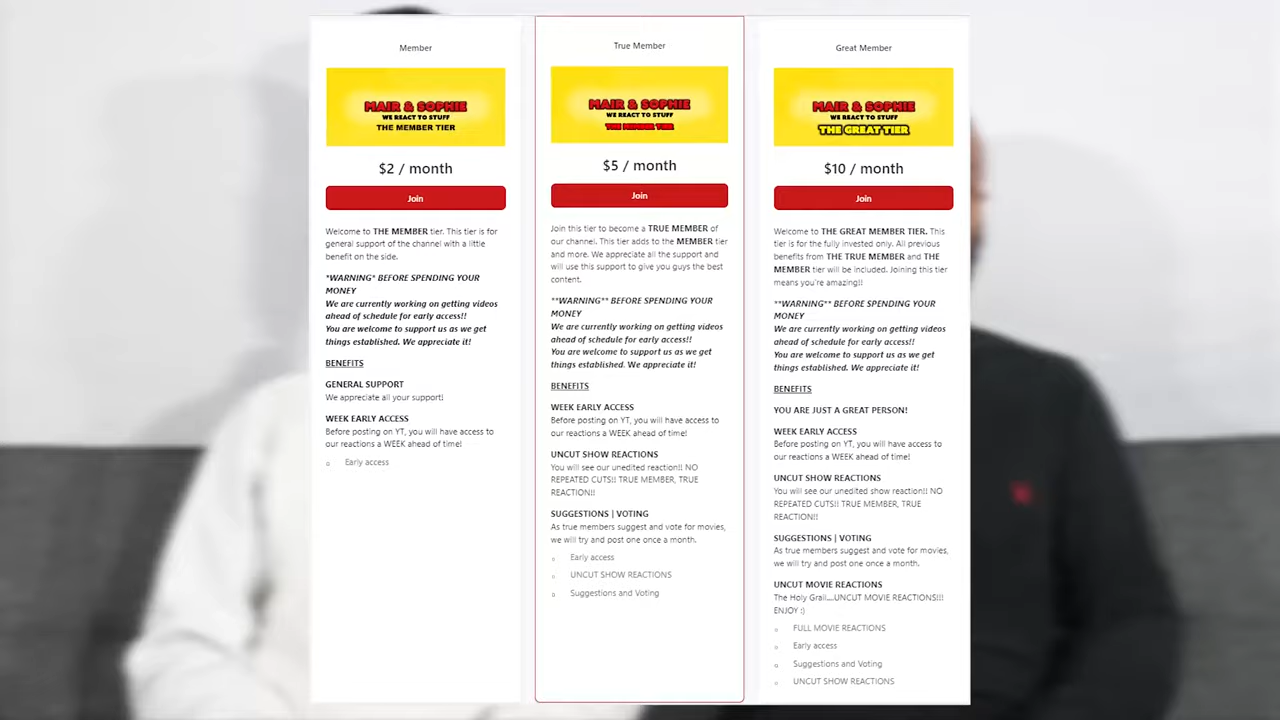 Member
MAIR & SOPHIE
WE REACT TO STUFF
THE MEMBER TIER
$2 / month
Join
Welcome to THE MEMBER tier. This tier is for
general support of the channel with a little
benefit on the side.
*WARNING* BEFORE SPENDING YOUR
MONEY
We are currently working on getting videos
ahead of schedule for early access!!
You are welcome to support us as we get
things established. We appreciate it!
BENEFITS
GENERAL SUPPORT
We appreciate all your support!
WEEK EARLY ACCESS
Before posting on YT, you will have access to
our reactions a WEEK ahead of time!
Early access
True Member
MAIR & SOPHIE
WE REACT TO STUFF
$5 / month
Join
Join this tier to become a TRUE MEMBER of
our channel. This tier adds to the MEMBER tier
and more. We appreciate all the support and
will use this support to give you guys the best
content.
**WARNING** BEFORE SPENDING YOUR
MONEY
We are currently working on getting videos
ahead of schedule for early access!!
You are welcome to support us as we get
things established. We appreciate it!
BENEFITS
WEEK EARLY ACCESS
Before posting on YT, you will have access to
our reactions a WEEK ahead of time!
UNCUT SHOW REACTIONS
You will see our unedited reaction!! NO
REPEATED CUTS!! TRUE MEMBER, TRUE
REACTION!!
SUGGESTIONS | VOTING
As true members suggest and vote for movies,
we will try and post one once a month.
Early access
UNCUT SHOW REACTIONS
Suggestions and Voting
Great Member
MAIR & SOPHIE
WE REACT TO STUFF
THE GREAT TIER
$10 / month
Join
Welcome to THE GREAT MEMBER TIER. This
tier is for the fully invested only. All previous
benefits from THE TRUE MEMBER and THE
MEMBER tier will be included. Joining this tier
means you're amazing!!
**WARNING** BEFORE SPENDING YOUR
MONEY
We are currently working on getting videos
ahead of schedule for early access!!
You are welcome to support us as we get
things established. We appreciate it!
BENEFITS
YOU ARE JUST A GREAT PERSON!
WEEK EARLY ACCESS
Before posting on YT, you will have access to
our reactions a WEEK ahead of time!
UNCUT SHOW REACTIONS
You will see our unedited show reaction!! NO
REPEATED CUTS!! TRUE MEMBER, TRUE
REACTION!!
SUGGESTIONS | VOTING
As true members suggest and vote for movies,
we will try and post one once a month.
UNCUT MOVIE REACTIONS
The Holy Grail....UNCUT MOVIE REACTIONS!!!
ENJOY :)
FULL MOVIE REACTIONS
Early access
Suggestions and Voting
UNCUT SHOW REACTIONS